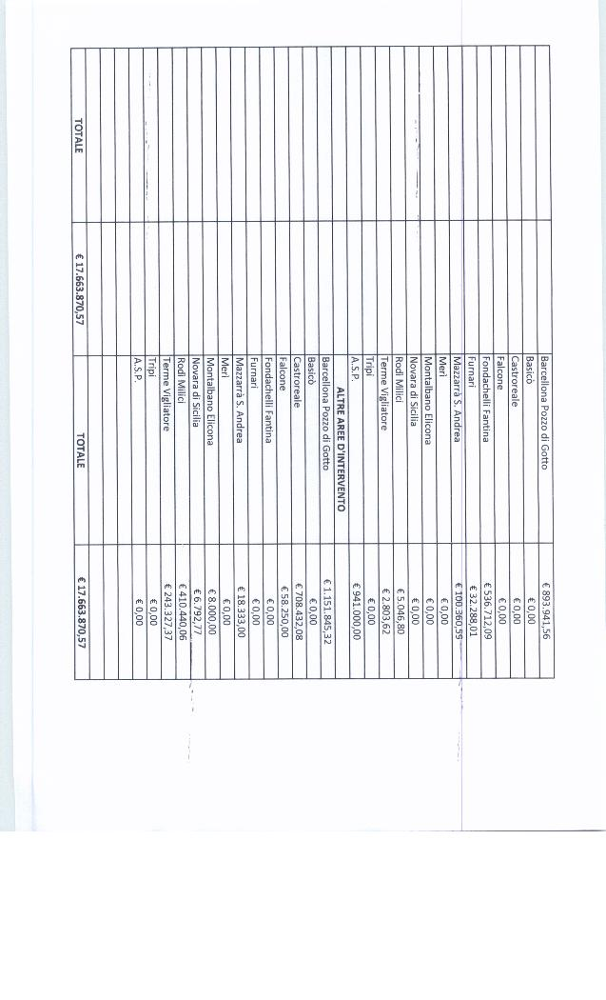 Barcellona Pozzo di Gotto € 893.941,56
Basicò € 0,00
Castroreale € 0,00
Falcone € 0,00
Fondachelli Fantina € 536.712,09
Furnari € 32.288,01
Mazzarrà S. Andrea € 100.360,59
Merì € 0,00
Montalbano Elicona € 0,00
Novara di Sicilia € 0,00
Rodì Milici € 5.046,80
Terme Vigliatore € 2.803,62
Tripi € 0,00
A.S.P. € 941.000,00
ALTRE AREE D'INTERVENTO
Barcellona Pozzo di Gotto € 1.151.845,32
Basicò € 0,00
Castroreale € 708.432,08
Falcone € 58.250,00
Fondachelli Fantina € 0,00
Furnari € 0,00
Mazzarrà S. Andrea € 18.333,00
Merì € 0,00
Montalbano Elicona € 8.000,00
Novara di Sicilia € 6.792,77
Rodì Milici € 410.440,06
Terme Vigliatore € 243.327,37
Tripi € 0,00
A.S.P. € 0,00
TOTALE € 17.663.870,57 TOTALE € 17.663.870,57